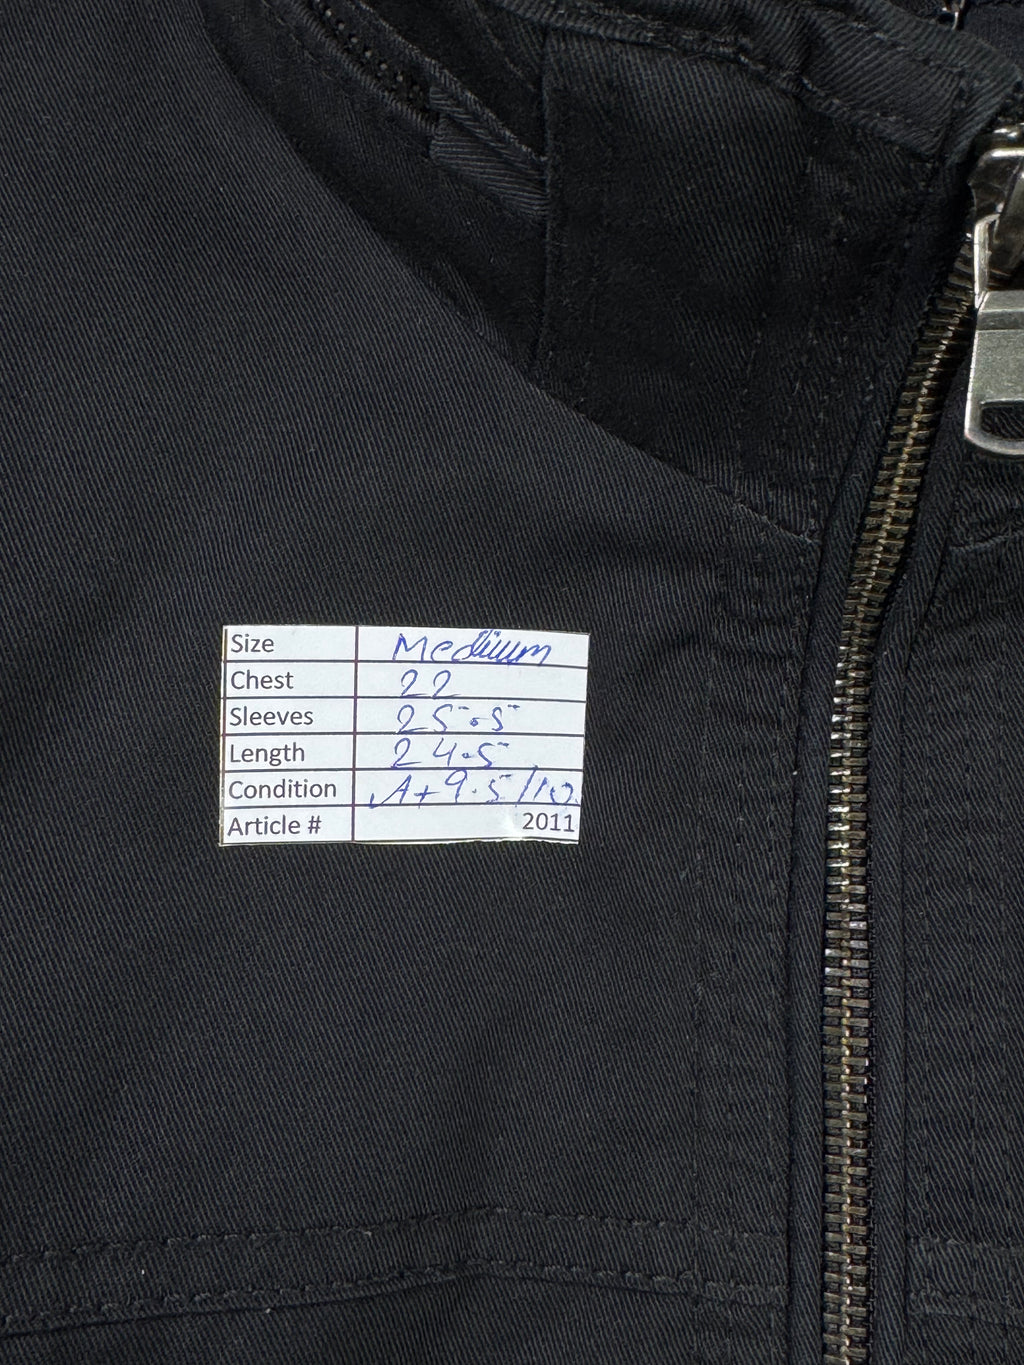 Size Medium
Chest 22
Sleeves 25.5
Length 24.5
Condition A+ 9.5/10
Article # 2011